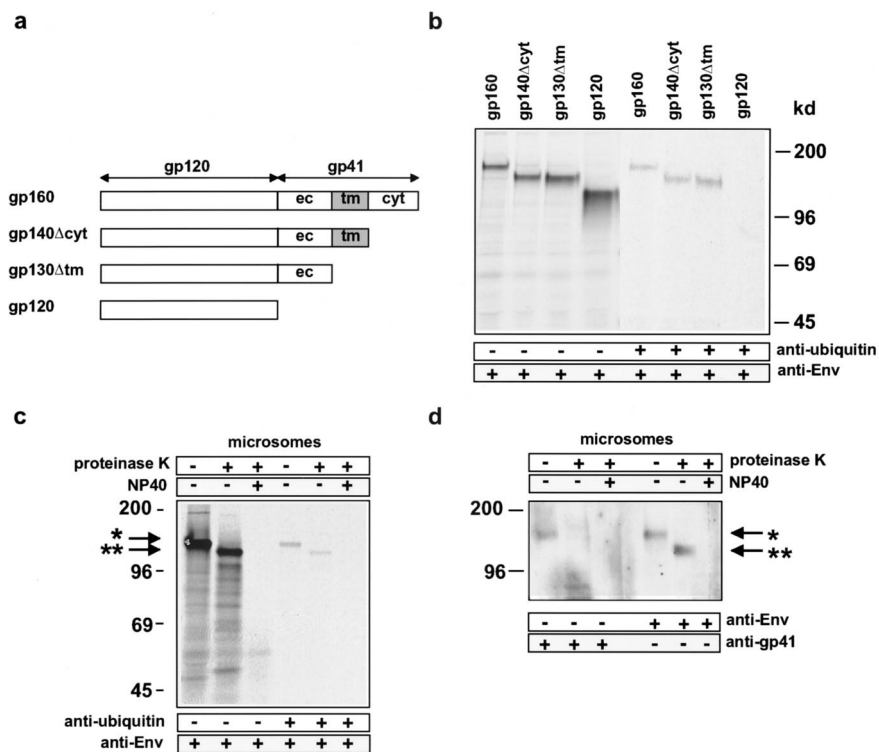 a
gp120 gp41
gp160 ec tm cyt
gp140Δcyt ec tm
gp130Δtm ec
gp120
b
gp160 gp140Δcyt gp130Δtm gp120 gp160 gp140Δcyt gp130Δtm gp120 kd
200
96
69
45
- - - - + + + + anti-ubiquitin
+ + + + + + + + anti-Env
c
microsomes
proteinase K - + + - + +
NP40 - - + - - +
200
*
**
96
69
45
anti-ubiquitin - - - + + +
anti-Env + + + + + +
d
microsomes
- + + - + + proteinase K
- - + - - + NP40
200
*
**
96
+ + + anti-Env
+ + + - - - anti-gp41